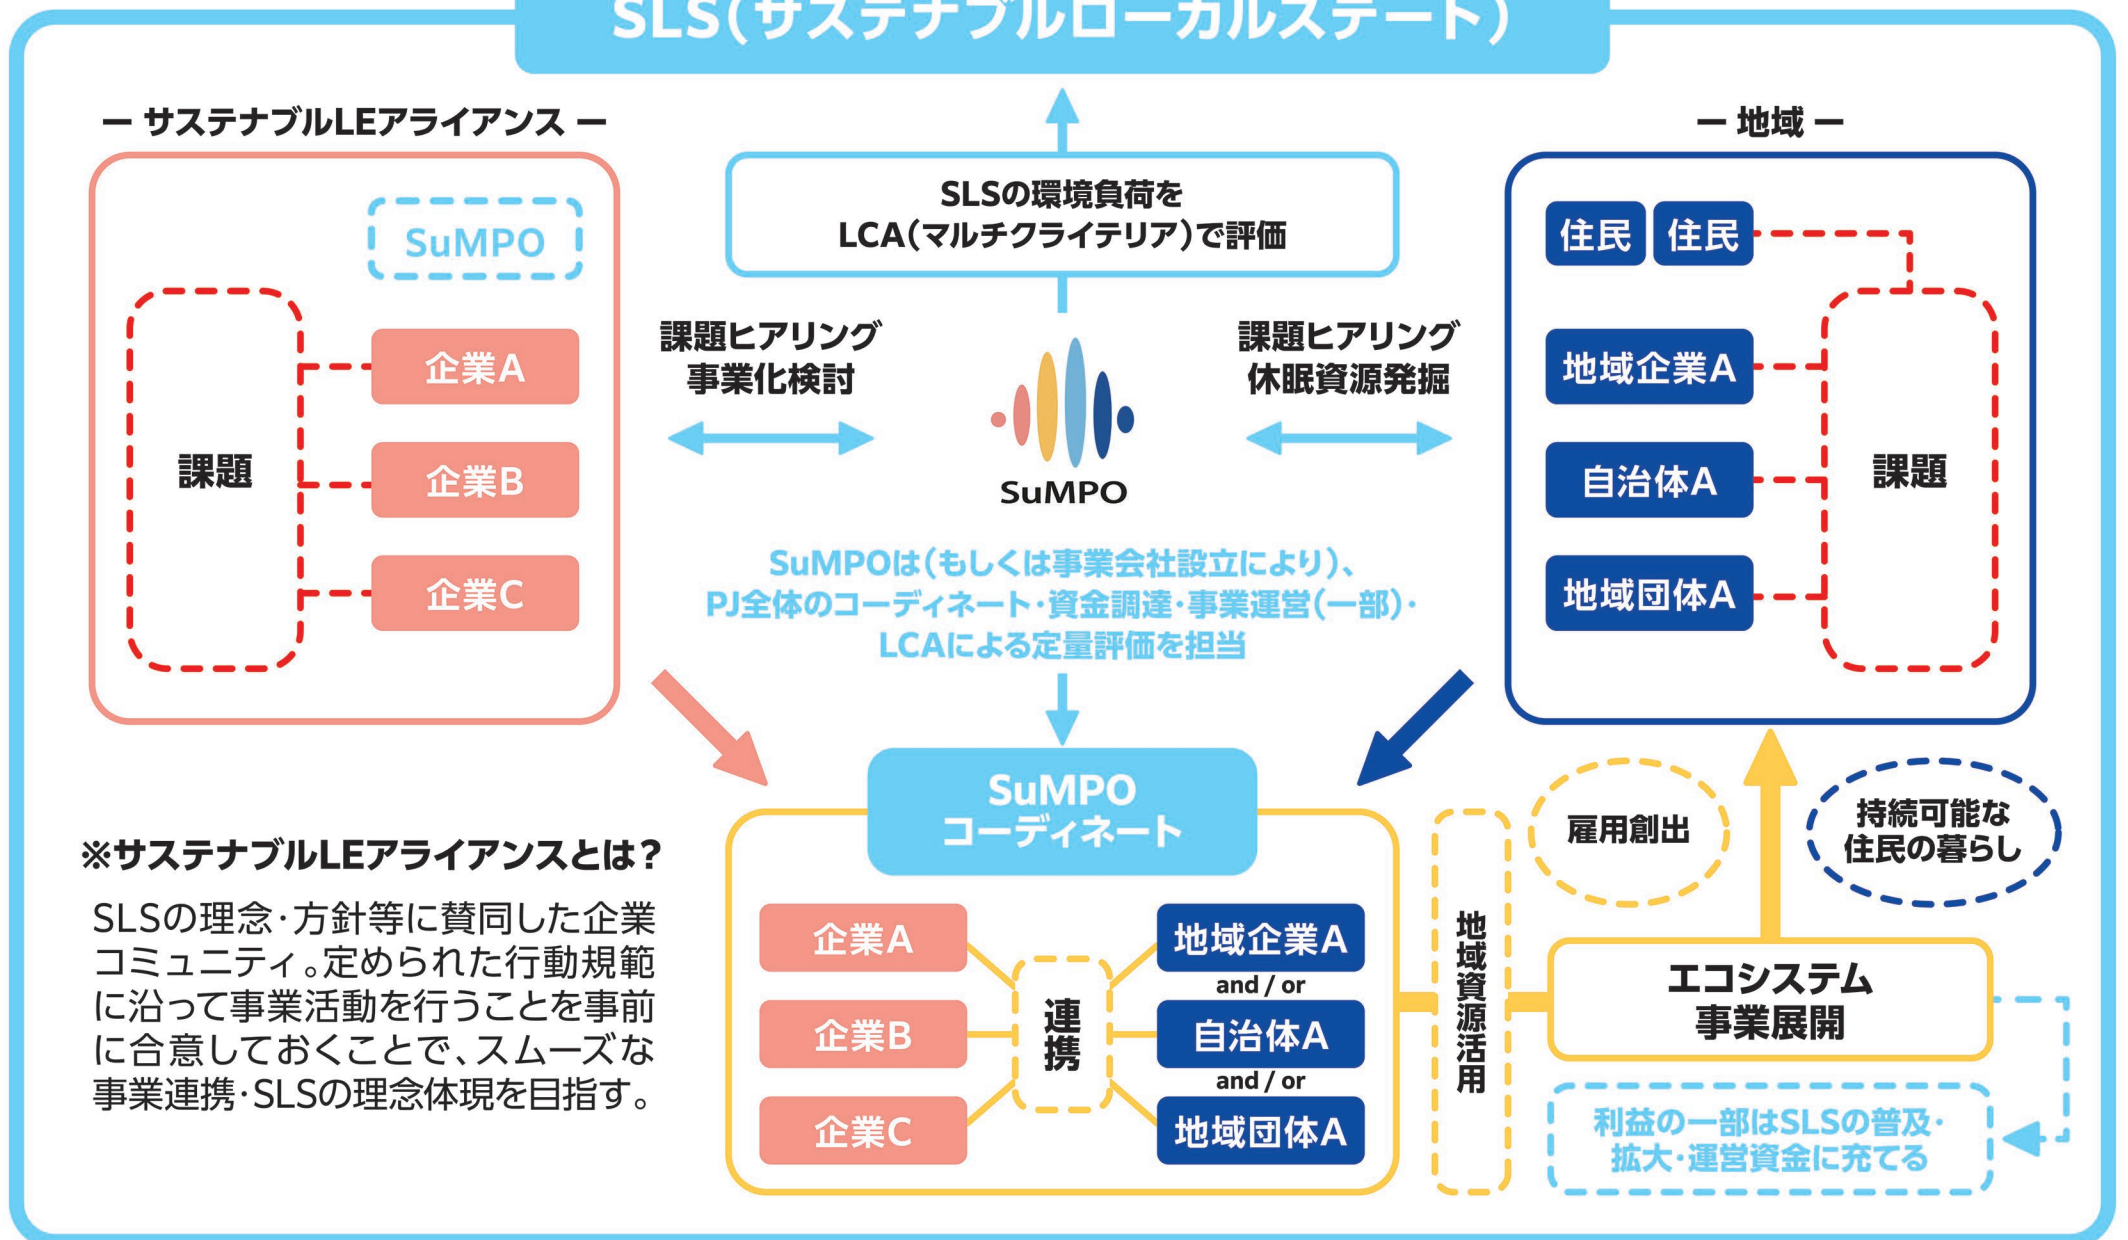 SLS(サステナブルローカルステート)
ー サステナブルLEアライアンス ー
SuMPO
課題
企業A
企業B
企業C
SLSの環境負荷を
LCA(マルチクライテリア)で評価
課題ヒアリング
事業化検討
SuMPO
課題ヒアリング
休眠資源発掘
SuMPOは(もしくは事業会社設立により)、
PJ全体のコーディネート・資金調達・事業運営(一部)・
LCAによる定量評価を担当
ー 地域 ー
住民 住民
地域企業A
自治体A
地域団体A
課題
※サステナブルLEアライアンスとは?
SLSの理念・方針等に賛同した企業
コミュニティ。定められた行動規範
に沿って事業活動を行うことを事前
に合意しておくことで、スムーズな
事業連携・SLSの理念体現を目指す。
SuMPO
コーディネート
企業A
企業B
企業C
連携
地域企業A
and / or
自治体A
and / or
地域団体A
地域資源活用
雇用創出
持続可能な
住民の暮らし
エコシステム
事業展開
利益の一部はSLSの普及・
拡大・運営資金に充てる